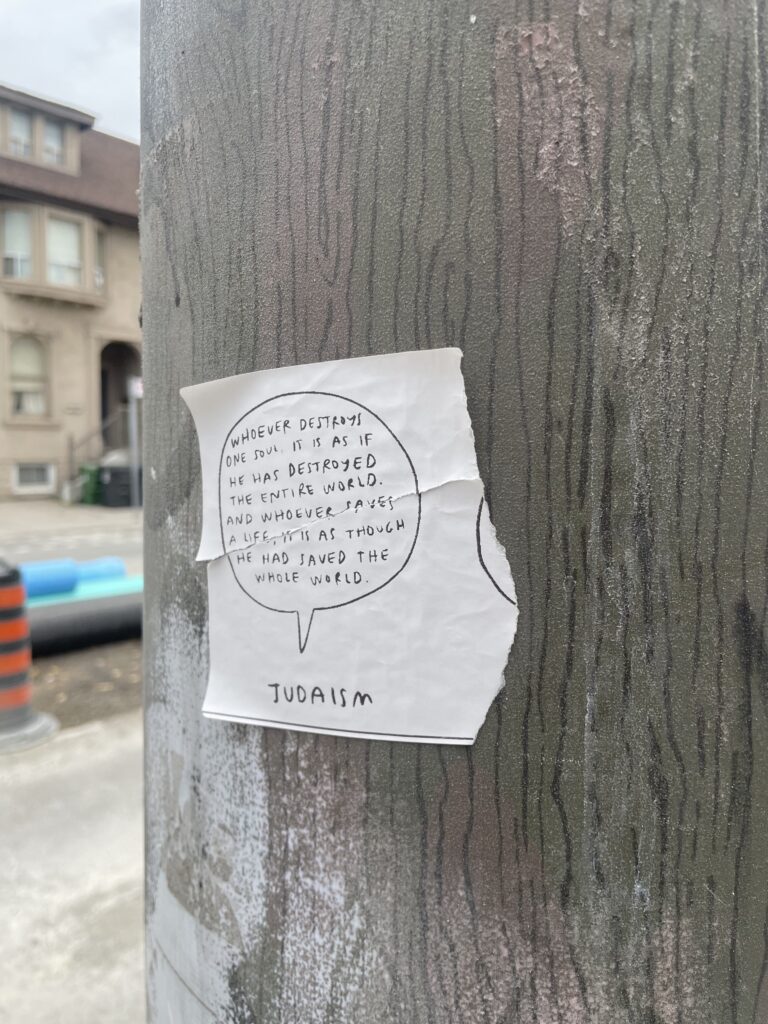 WHOEVER DESTROYS
ONE SOUL, IT IS AS IF
HE HAS DESTROYED
THE ENTIRE WORLD.
AND WHOEVER SAVES
A LIFE, IT IS AS THOUGH
HE HAD SAVED THE
WHOLE WORLD.
JUDAISM